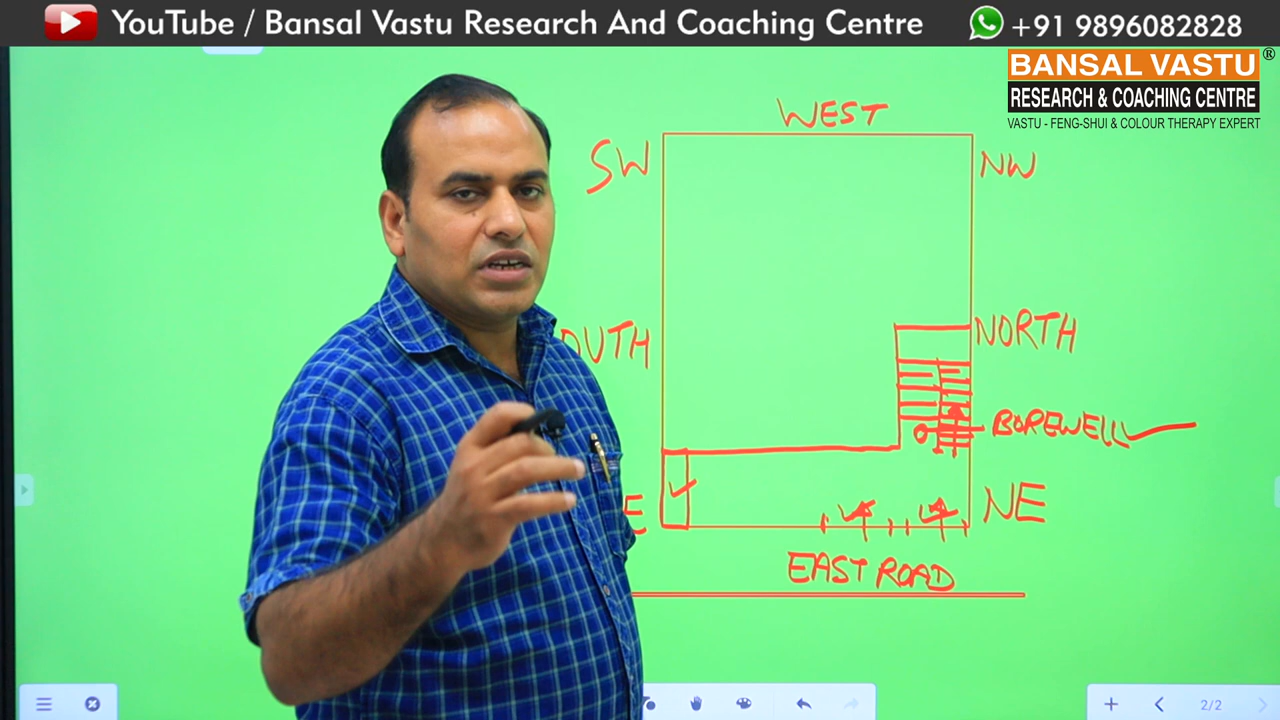 YouTube / Bansal Vastu Research And Coaching Centre
+91 9896082828
BANSAL VASTU®
RESEARCH & COACHING CENTRE
VASTU - FENG-SHUI & COLOUR THERAPY EXPERT
WEST
SW
NW
OUTH
NORTH
BOREWELL
E
NE
EAST ROAD
2/2